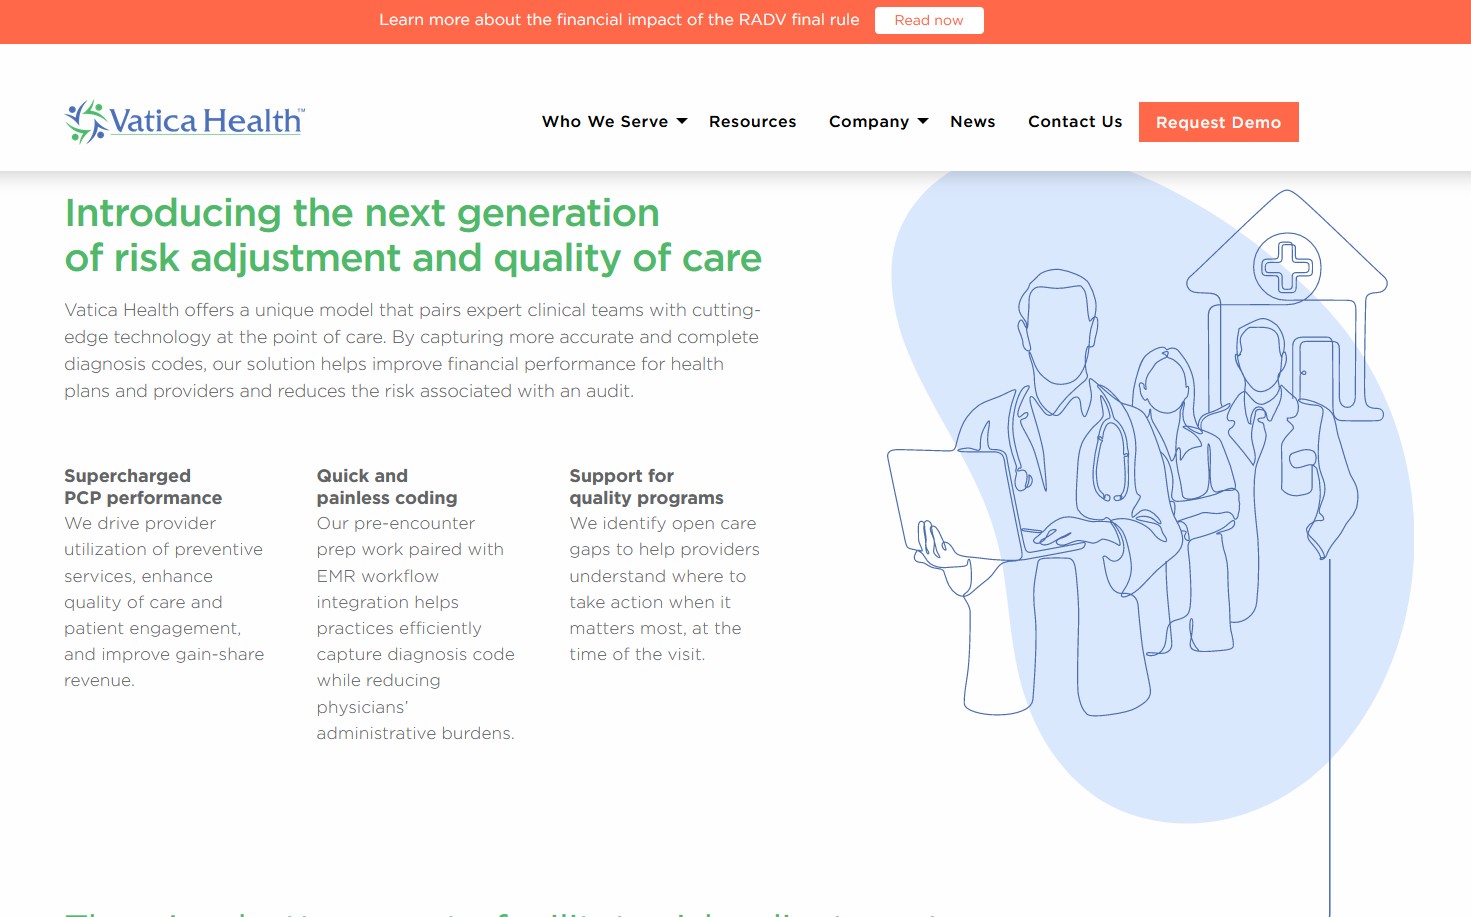 Learn more about the financial impact of the RADV final rule
Read now
Vatica Health™
Who We Serve
Resources
Company
News
Contact Us
Request Demo
Introducing the next generation
of risk adjustment and quality of care
Vatica Health offers a unique model that pairs expert clinical teams with cutting-
edge technology at the point of care. By capturing more accurate and complete
diagnosis codes, our solution helps improve financial performance for health
plans and providers and reduces the risk associated with an audit.
Supercharged
PCP performance
We drive provider
utilization of preventive
services, enhance
quality of care and
patient engagement,
and improve gain-share
revenue.
Quick and
painless coding
Our pre-encounter
prep work paired with
EMR workflow
integration helps
practices efficiently
capture diagnosis code
while reducing
physicians’
administrative burdens.
Support for
quality programs
We identify open care
gaps to help providers
understand where to
take action when it
matters most, at the
time of the visit.